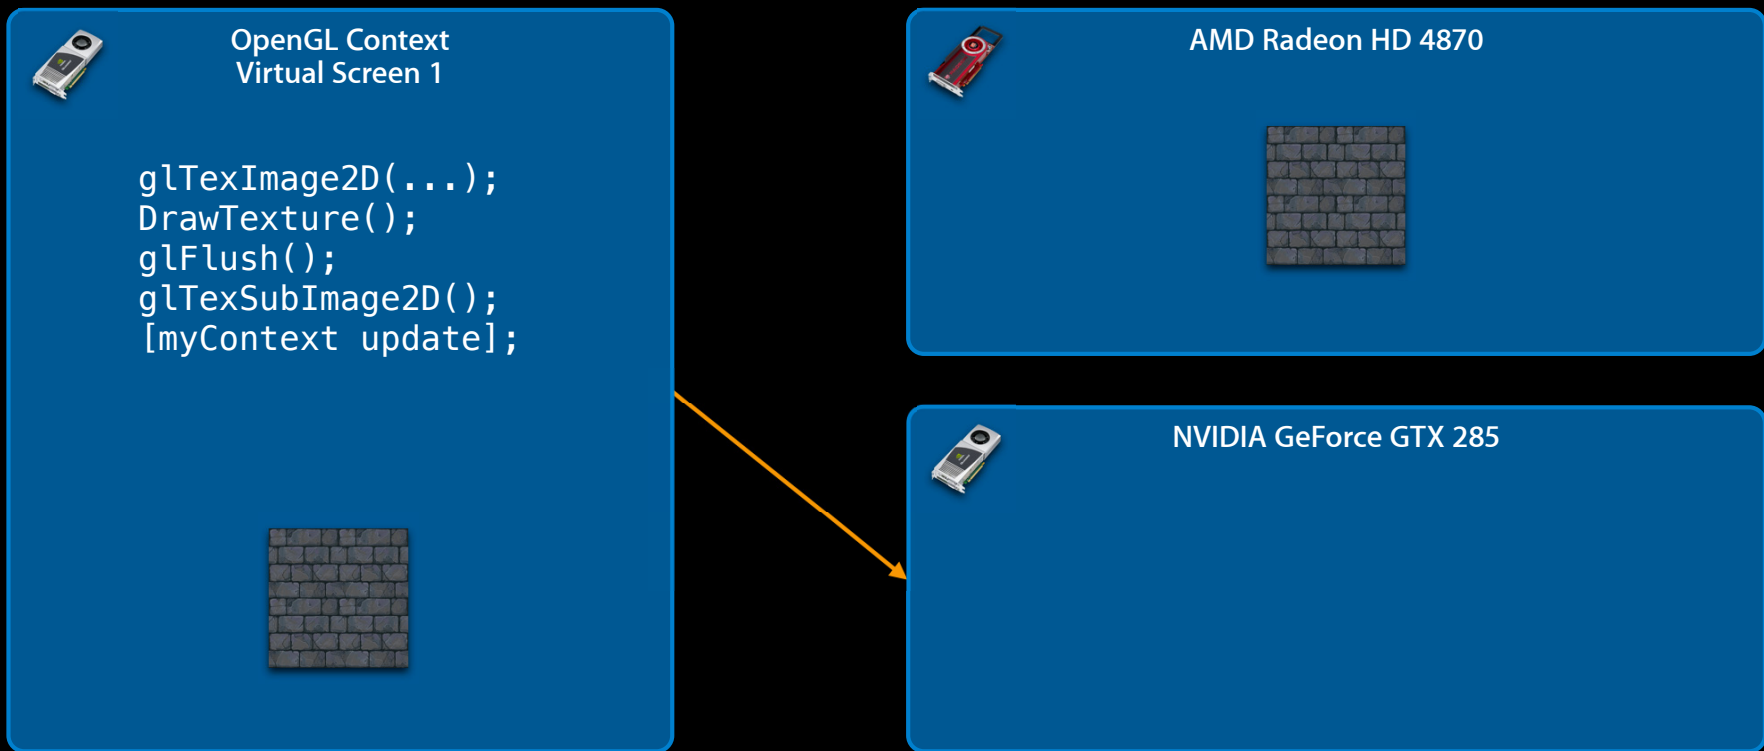 OpenGL Context
Virtual Screen 1
glTexImage2D(...);
DrawTexture();
glFlush();
glTexSubImage2D();
[myContext update];
AMD Radeon HD 4870
NVIDIA GeForce GTX 285